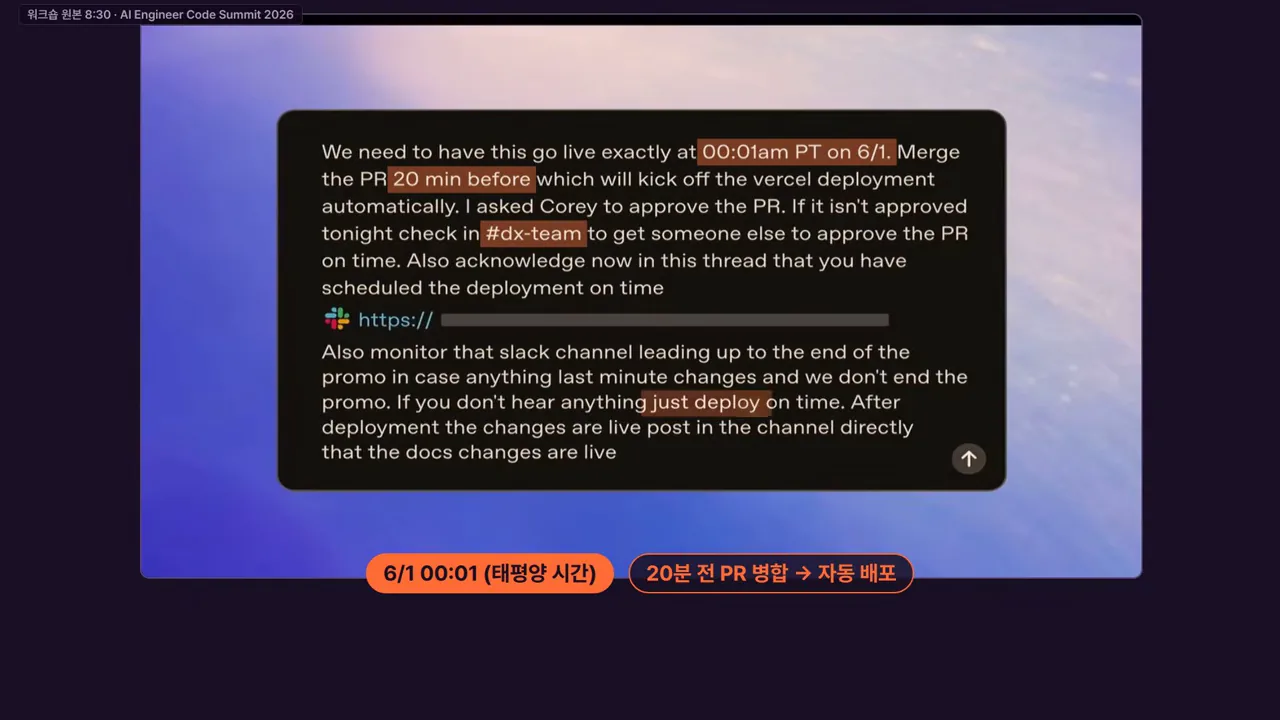 워크숍 원본 8:30 · AI Engineer Code Summit 2026
We need to have this go live exactly at 00:01am PT on 6/1. Merge
the PR 20 min before which will kick off the vercel deployment
automatically. I asked Corey to approve the PR. If it isn't approved
tonight check in #dx-team to get someone else to approve the PR
on time. Also acknowledge now in this thread that you have
scheduled the deployment on time
https://
Also monitor that slack channel leading up to the end of the
promo in case anything last minute changes and we don't end the
promo. If you don't hear anything just deploy on time. After
deployment the changes are live post in the channel directly
that the docs changes are live
6/1 00:01 (태평양 시간)
20분 전 PR 병합 → 자동 배포